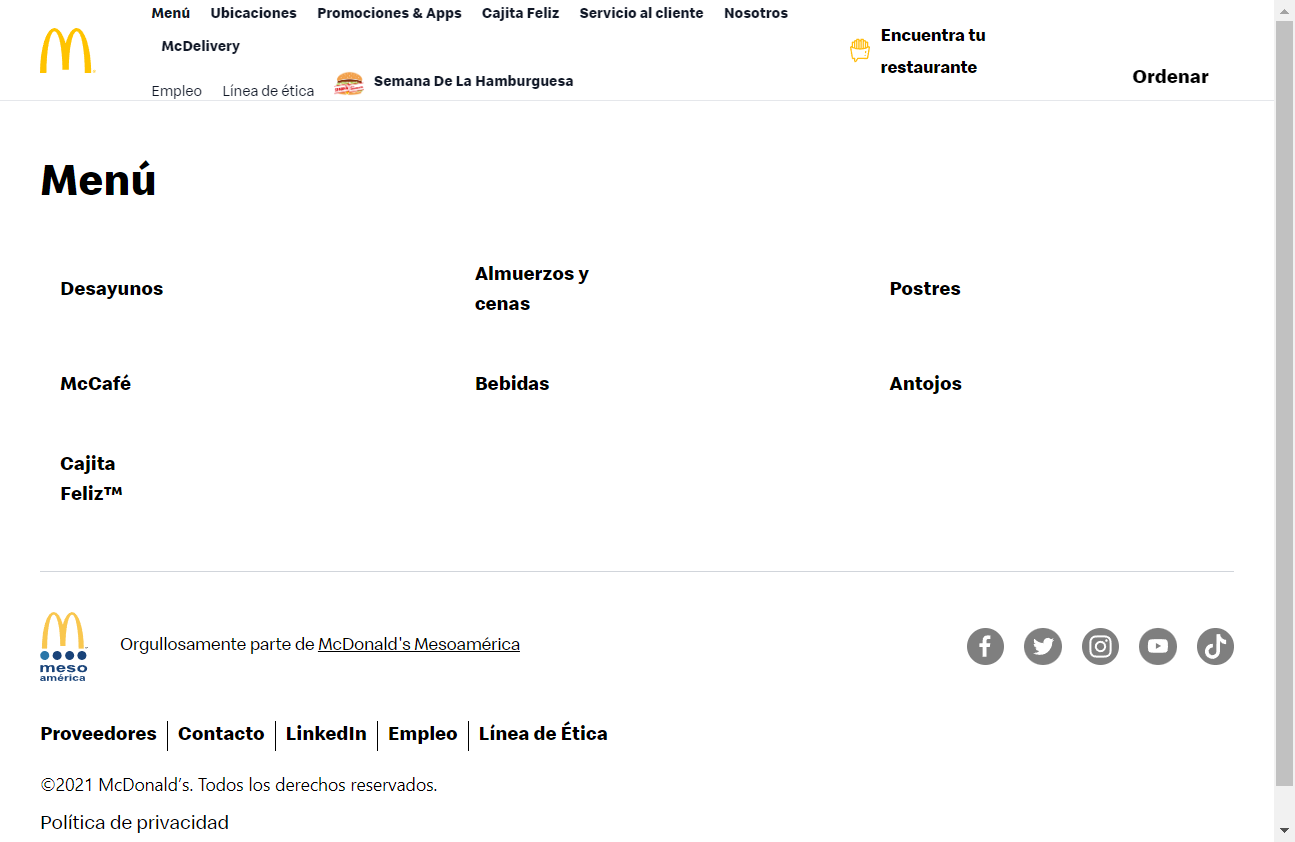 Menú Ubicaciones Promociones & Apps Cajita Feliz Servicio al cliente Nosotros
McDelivery
Empleo Línea de ética Semana De La Hamburguesa
Encuentra tu
restaurante
Ordenar
Menú
Desayunos
Almuerzos y
cenas
Postres
McCafé
Bebidas
Antojos
Cajita
Feliz™
meso
américa
Orgullosamente parte de McDonald's Mesoamérica
Proveedores Contacto LinkedIn Empleo Línea de Ética
©2021 McDonald’s. Todos los derechos reservados.
Política de privacidad